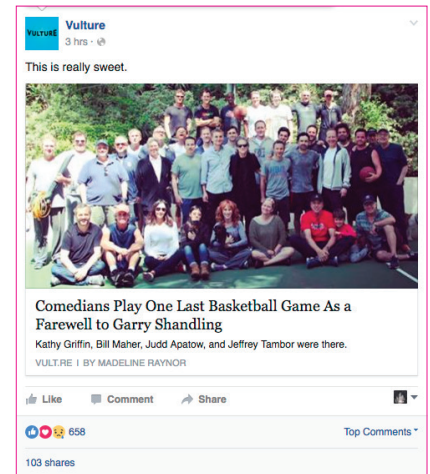 VULTURE
Vulture
3 hrs ·
This is really sweet.
Comedians Play One Last Basketball Game As a
Farewell to Garry Shandling
Kathy Griffin, Bill Maher, Judd Apatow, and Jeffrey Tambor were there.
VULT.RE | BY MADELINE RAYNOR
Like Comment Share
658 Top Comments
103 shares